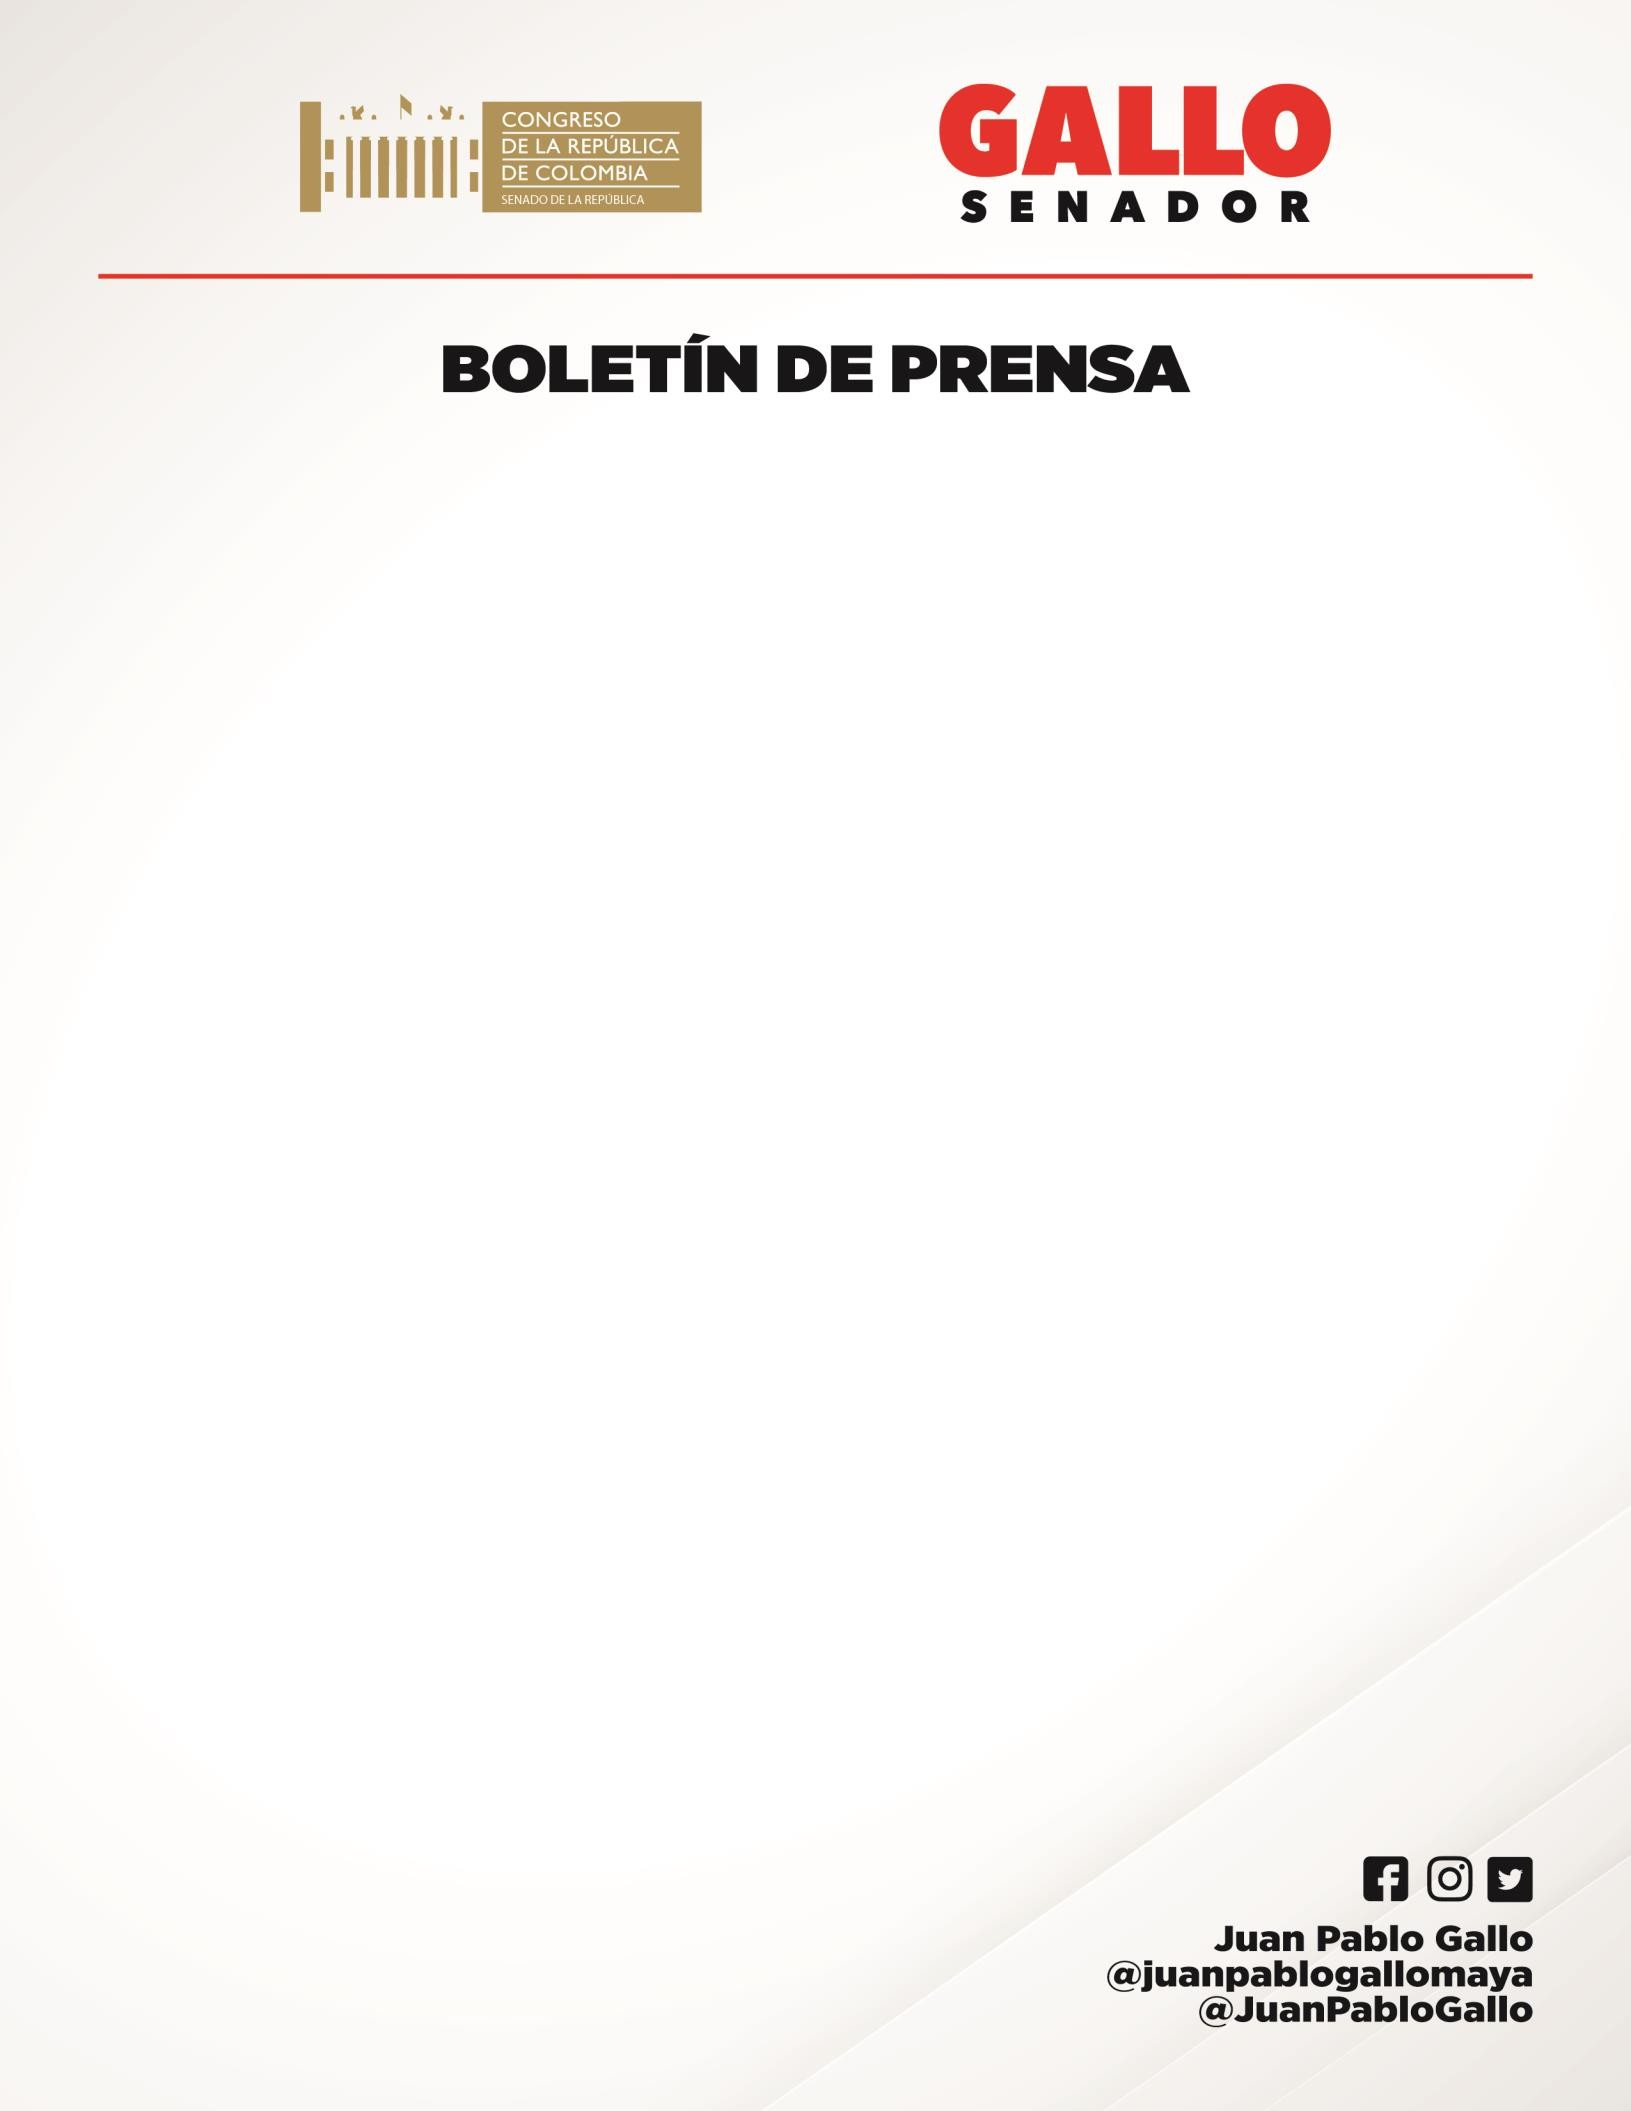 CONGRESO
DE LA REPÚBLICA
DE COLOMBIA
SENADO DE LA REPÚBLICA
GALLO
SENADOR
BOLETÍN DE PRENSA
Juan Pablo Gallo
@juanpablogallomaya
@JuanPabloGallo